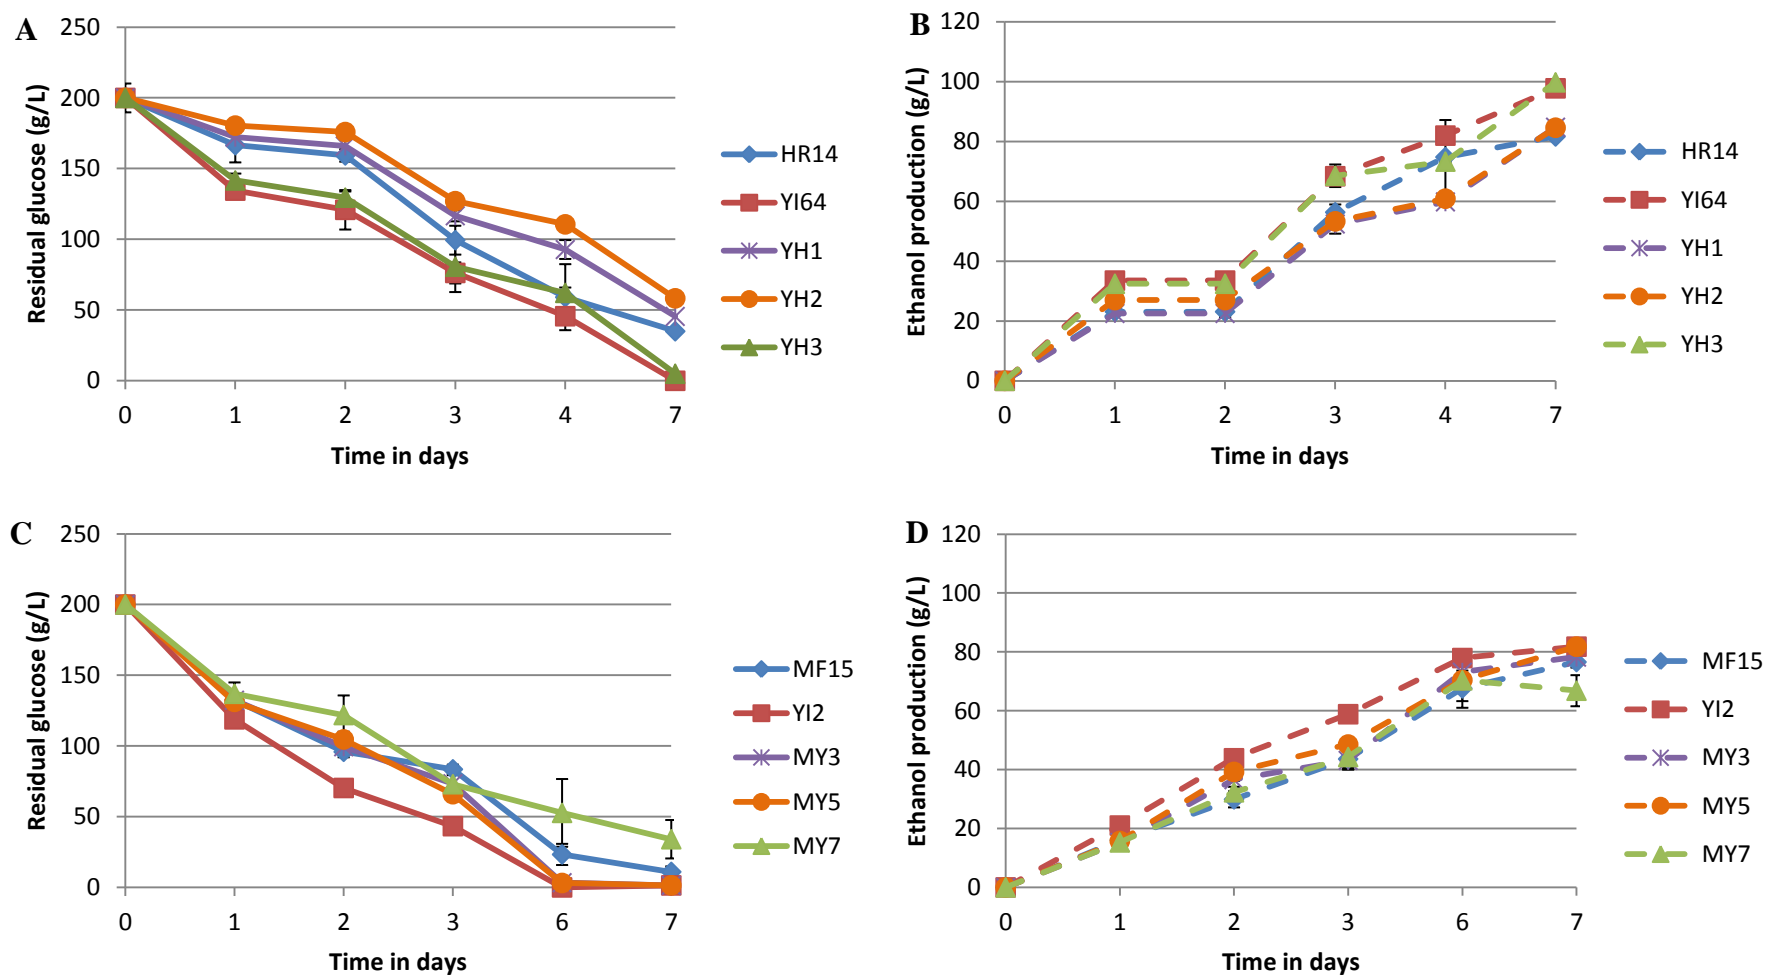 A
250
200
150
100
50
0
Residual glucose (g/L)
0 1 2 3 4 7
Time in days
HR14
YI64
YH1
YH2
YH3
B
120
100
80
60
40
20
0
Ethanol production (g/L)
0 1 2 3 4 7
Time in days
HR14
YI64
YH1
YH2
YH3
C
250
200
150
100
50
0
Residual glucose (g/L)
0 1 2 3 6 7
Time in days
MF15
YI2
MY3
MY5
MY7
D
120
100
80
60
40
20
0
Ethanol production (g/L)
0 1 2 3 6 7
Time in days
MF15
YI2
MY3
MY5
MY7